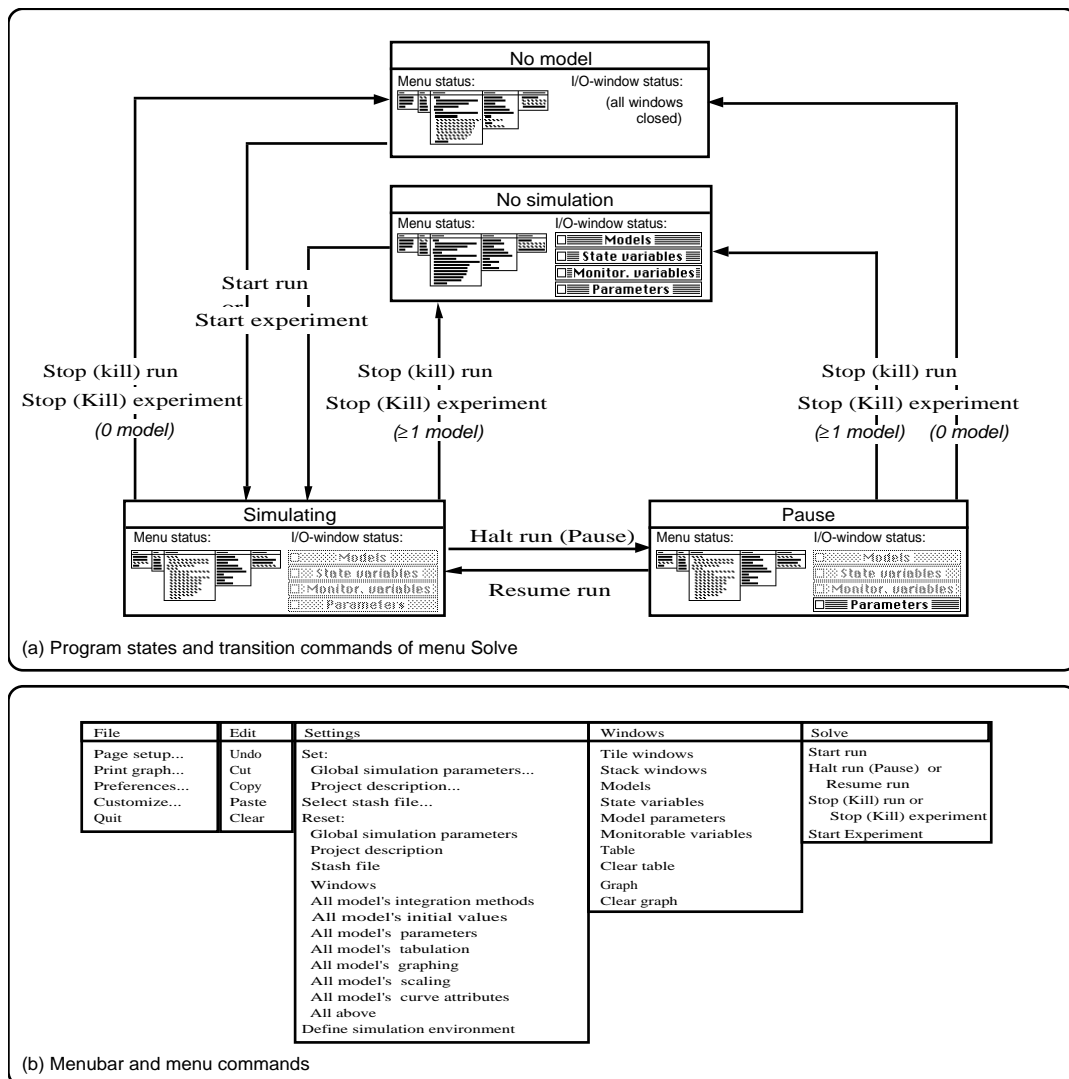 No model
Menu status:
I/O-window status:
(all windows
closed)
No simulation
Menu status:
I/O-window status:
Models
State variables
Monitor. variables
Parameters
Start run
or
Start experiment
Stop (kill) run
Stop (Kill) experiment
(0 model)
Stop (kill) run
Stop (Kill) experiment
(≥1 model)
Stop (kill) run
Stop (Kill) experiment
(≥1 model)
(0 model)
Simulating
Menu status:
I/O-window status:
Models
State variables
Monitor. variables
Parameters
Halt run (Pause)
Resume run
Pause
Menu status:
I/O-window status:
Models
State variables
Monitor. variables
Parameters
(a) Program states and transition commands of menu Solve
File
Page setup...
Print graph...
Preferences...
Customize...
Quit
Edit
Undo
Cut
Copy
Paste
Clear
Settings
Set:
Global simulation parameters...
Project description...
Select stash file...
Reset:
Global simulation parameters
Project description
Stash file
Windows
All model's integration methods
All model's initial values
All model's parameters
All model's tabulation
All model's graphing
All model's scaling
All model's curve attributes
All above
Define simulation environment
Windows
Tile windows
Stack windows
Models
State variables
Model parameters
Monitorable variables
Table
Clear table
Graph
Clear graph
Solve
Start run
Halt run (Pause) or
Resume run
Stop (Kill) run or
Stop (Kill) experiment
Start Experiment
(b) Menubar and menu commands